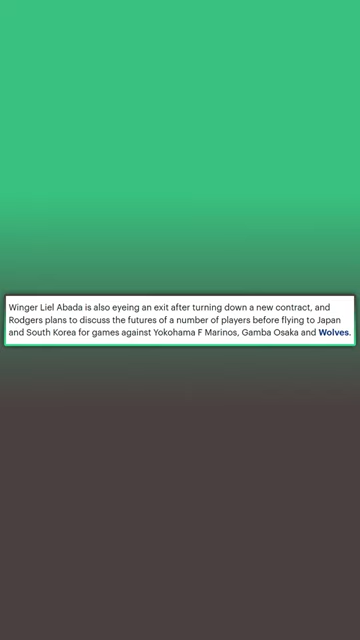 Winger Liel Abada is also eyeing an exit after turning down a new contract, and
Rodgers plans to discuss the futures of a number of players before flying to Japan
and South Korea for games against Yokohama F Marinos, Gamba Osaka and Wolves.